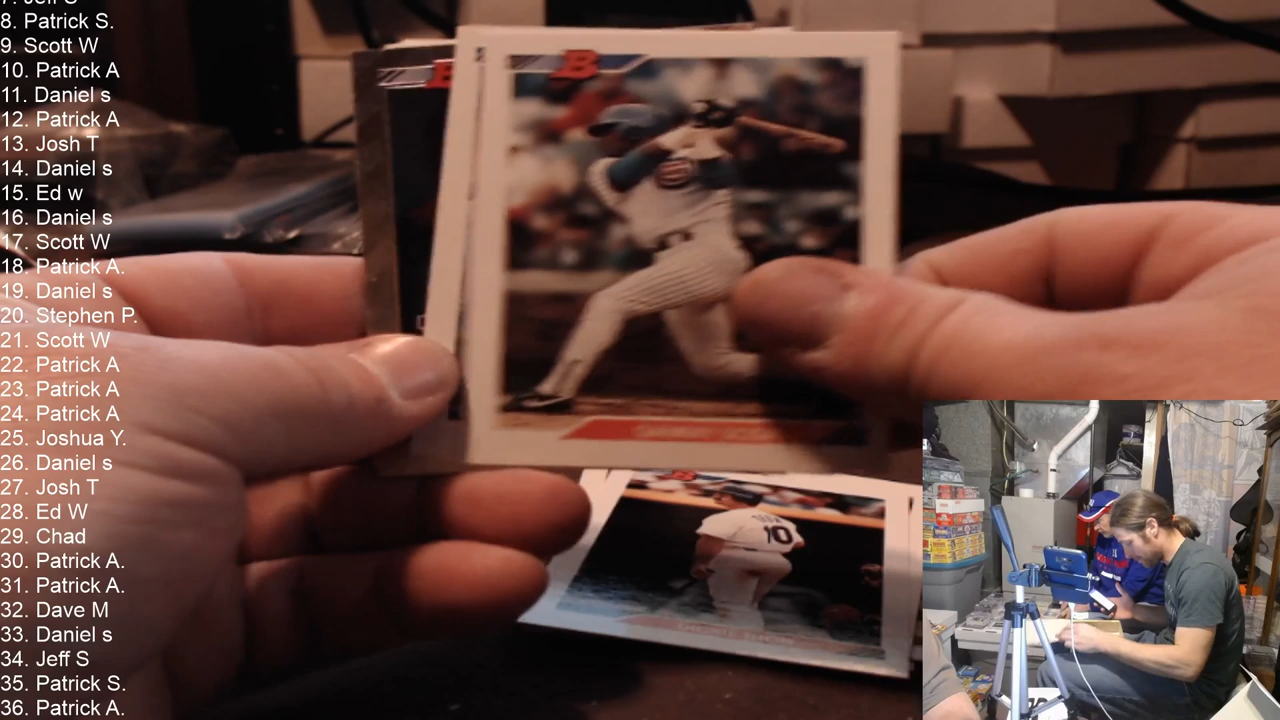 7. Jeff S
8. Patrick S.
9. Scott W
10. Patrick A
11. Daniel s
12. Patrick A
13. Josh T
14. Daniel s
15. Ed w
16. Daniel s
17. Scott W
18. Patrick A.
19. Daniel s
20. Stephen P.
21. Scott W
22. Patrick A
23. Patrick A
24. Patrick A
25. Joshua Y.
26. Daniel s
27. Josh T
28. Ed W
29. Chad
30. Patrick A.
31. Patrick A.
32. Dave M
33. Daniel s
34. Jeff S
35. Patrick S.
36. Patrick A.
B
B
10